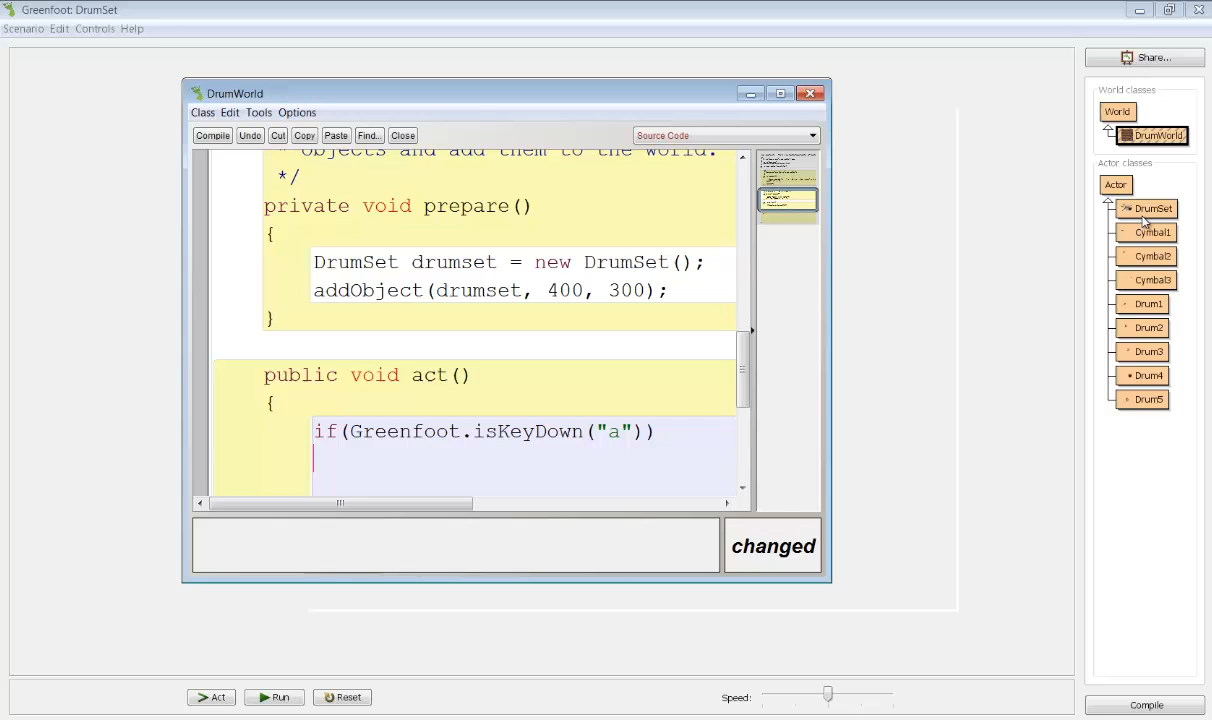 Greenfoot: DrumSet
Scenario Edit Controls Help
DrumWorld
Class Edit Tools Options
Compile Undo Cut Copy Paste Find... Close Source Code
* objects and add them to the world.
*/
private void prepare()
{
DrumSet drumset = new DrumSet();
addObject(drumset, 400, 300);
}
public void act()
{
if(Greenfoot.isKeyDown("a"))
changed
Share...
World classes
World
DrumWorld
Actor classes
Actor
DrumSet
Cymbal1
Cymbal2
Cymbal3
Drum1
Drum2
Drum3
Drum4
Drum5
Act Run Reset Speed: Compile